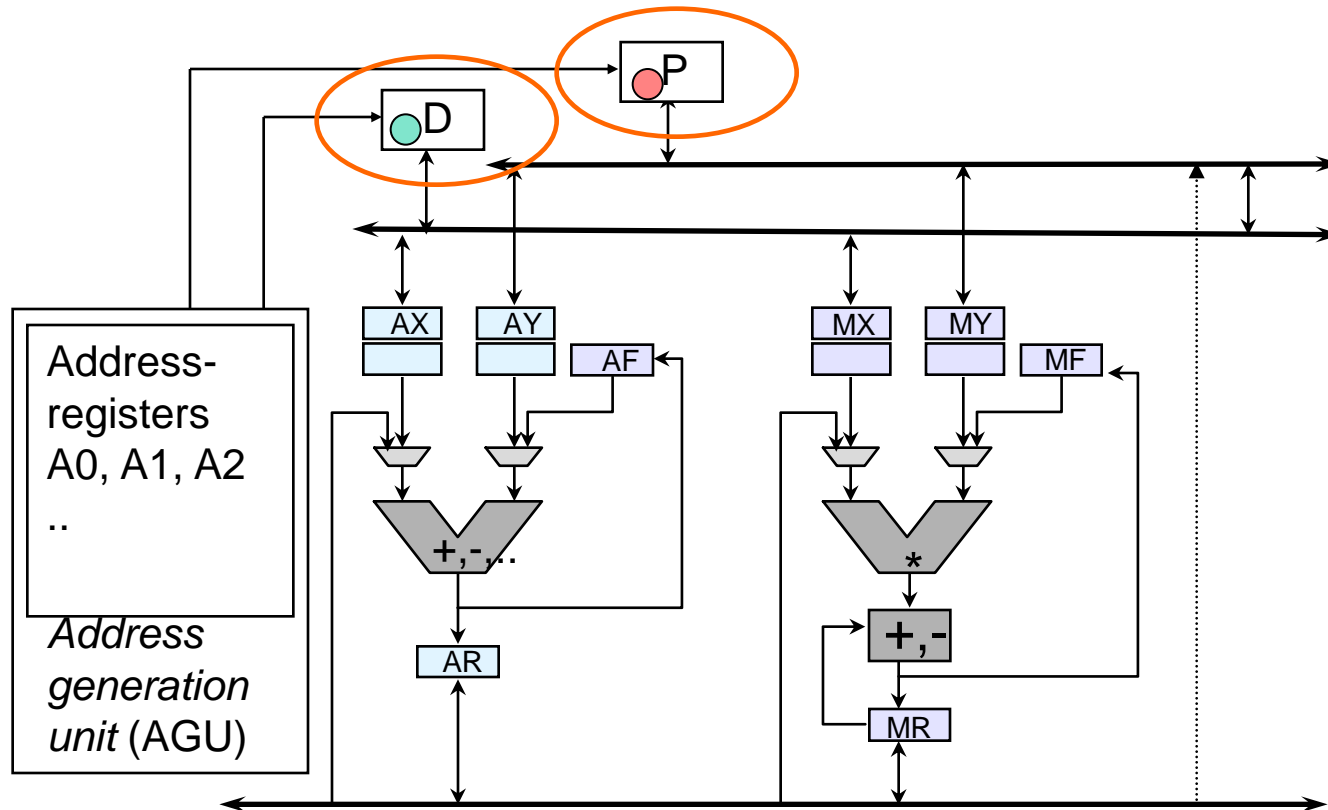 P
D
AX
AY
AF
MX
MY
MF
Address-
registers
A0, A1, A2
..
Address
generation
unit (AGU)
+,-,..
*
+,-
AR
MR